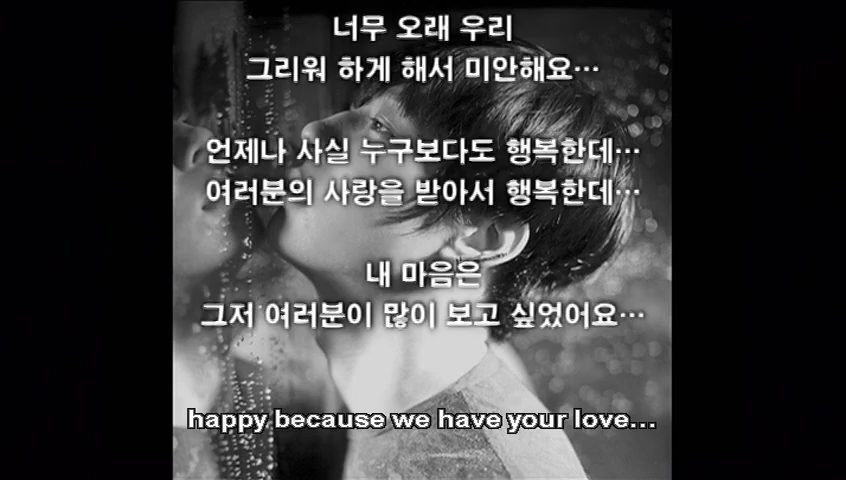 너무 오래 우리
그리워 하게 해서 미안해요…
언제나 사실 누구보다도 행복한데…
여러분의 사랑을 받아서 행복한데…
내 마음은
그저 여러분이 많이 보고 싶었어요…
happy because we have your love...